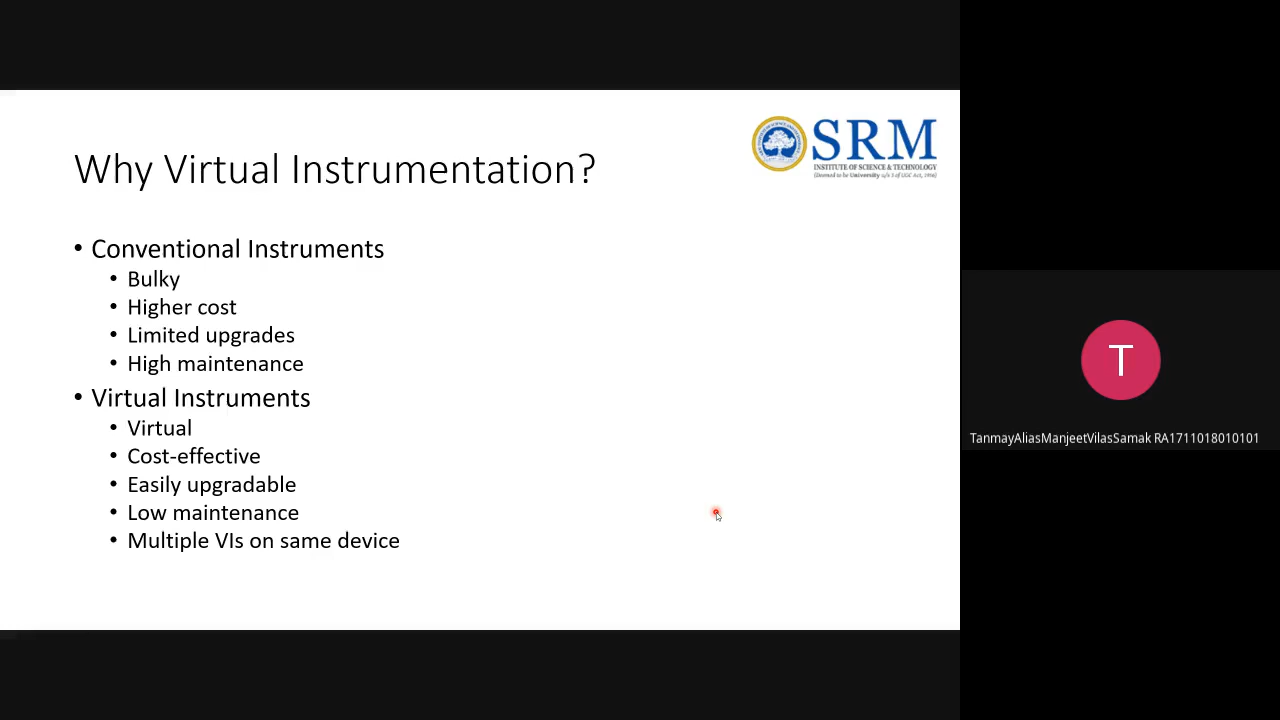 SRM
INSTITUTE OF SCIENCE & TECHNOLOGY
(Deemed to be University u/s 3 of UGC Act, 1956)
Why Virtual Instrumentation?
• Conventional Instruments
• Bulky
• Higher cost
• Limited upgrades
• High maintenance
• Virtual Instruments
• Virtual
• Cost-effective
• Easily upgradable
• Low maintenance
• Multiple VIs on same device
T
TanmayAliasManjeetVilasSamak RA1711018010101